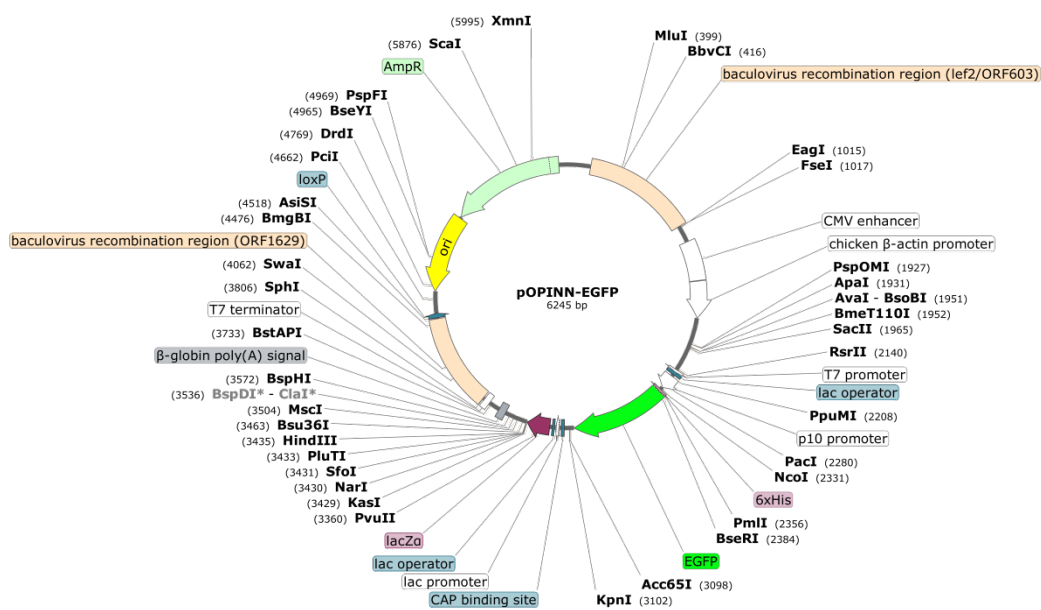 (5995) XmnI
(5876) ScaI
AmpR
(4969) PspFI
(4965) BseYI
(4769) DrdI
(4662) PciI
loxP
(4518) AsiSI
(4476) BmgBI
baculovirus recombination region (ORF1629)
(4062) SwaI
(3806) SphI
T7 terminator
(3733) BstAPI
β-globin poly(A) signal
(3572) BspHI
(3536) BspDI* - ClaI*
(3504) MscI
(3463) Bsu36I
(3435) HindIII
(3433) PluTI
(3431) SfoI
(3430) NarI
(3429) KasI
(3360) PvuII
lacZα
lac operator
lac promoter
CAP binding site
MluI (399)
BbvCI (416)
baculovirus recombination region (lef2/ORF603)
EagI (1015)
FseI (1017)
CMV enhancer
chicken β-actin promoter
PspOMI (1927)
ApaI (1931)
AvaI - BsoBI (1951)
BmeT110I (1952)
SacII (1965)
RsrII (2140)
T7 promoter
lac operator
PpuMI (2208)
p10 promoter
PacI (2280)
NcoI (2331)
6xHis
PmlI (2356)
BseRI (2384)
EGFP
Acc65I (3098)
KpnI (3102)
ori
pOPINN-EGFP
6245 bp